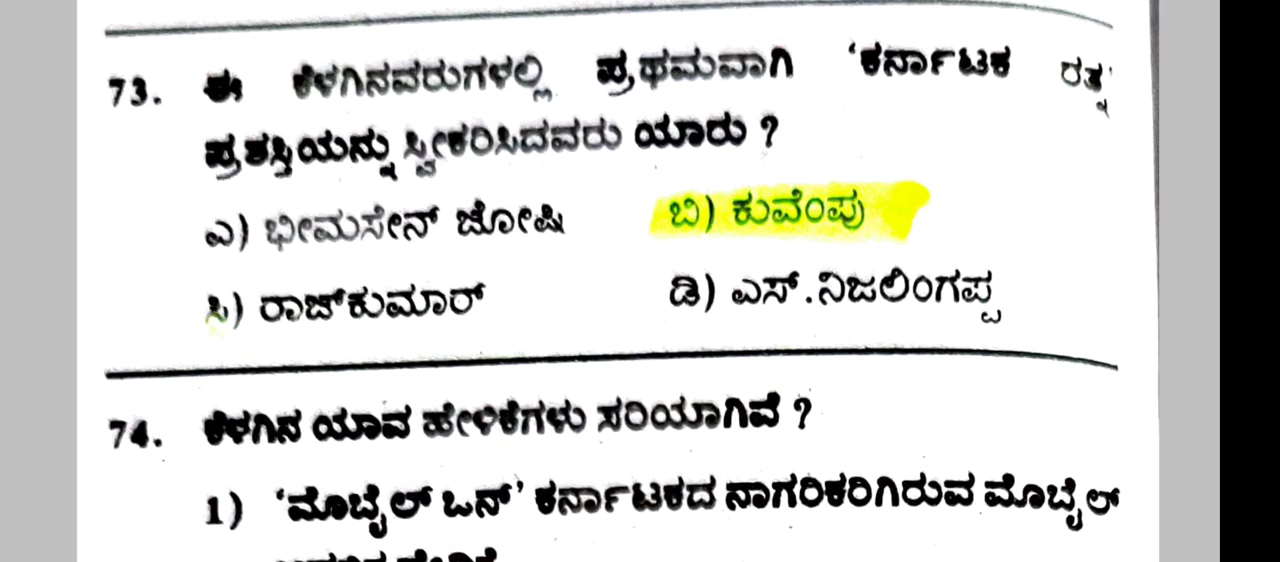 73. ಈ ಕೆಳಗಿನವರುಗಳಲ್ಲಿ ಪ್ರಥಮವಾಗಿ ‘ಕರ್ನಾಟಕ ರತ್ನ’
ಪ್ರಶಸ್ತಿಯನ್ನು ಸ್ವೀಕರಿಸಿದವರು ಯಾರು ?
ಎ) ಭೀಮಸೇನ್ ಜೋಷಿ ಬಿ) ಕುವೆಂಪು
ಸಿ) ರಾಜ್‌ಕುಮಾರ್ ಡಿ) ಎಸ್.ನಿಜಲಿಂಗಪ್ಪ
74. ಕೆಳಗಿನ ಯಾವ ಹೇಳಿಕೆಗಳು ಸರಿಯಾಗಿವೆ ?
1) ‘ಮೊಬೈಲ್ ಒನ್’ ಕರ್ನಾಟಕದ ನಾಗರಿಕರಿಗಿರುವ ಮೊಬೈಲ್